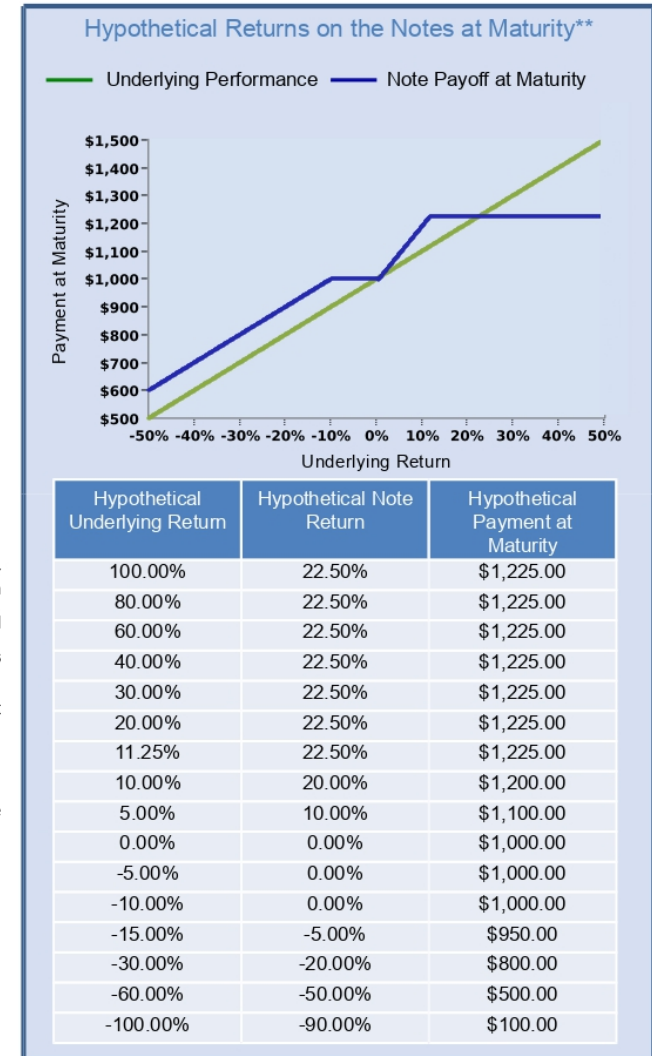 Hypothetical Returns on the Notes at Maturity**
Underlying Performance
Note Payoff at Maturity
$1,500
$1,400
$1,300
$1,200
$1,100
$1,000
$900
$800
$700
$600
$500
Payment at Maturity
-50% -40% -30% -20% -10% 0% 10% 20% 30% 40% 50%
Underlying Return
Hypothetical Underlying Return
Hypothetical Note Return
Hypothetical Payment at Maturity
100.00% 22.50% $1,225.00
80.00% 22.50% $1,225.00
60.00% 22.50% $1,225.00
40.00% 22.50% $1,225.00
30.00% 22.50% $1,225.00
20.00% 22.50% $1,225.00
11.25% 22.50% $1,225.00
10.00% 20.00% $1,200.00
5.00% 10.00% $1,100.00
0.00% 0.00% $1,000.00
-5.00% 0.00% $1,000.00
-10.00% 0.00% $1,000.00
-15.00% -5.00% $950.00
-30.00% -20.00% $800.00
-60.00% -50.00% $500.00
-100.00% -90.00% $100.00